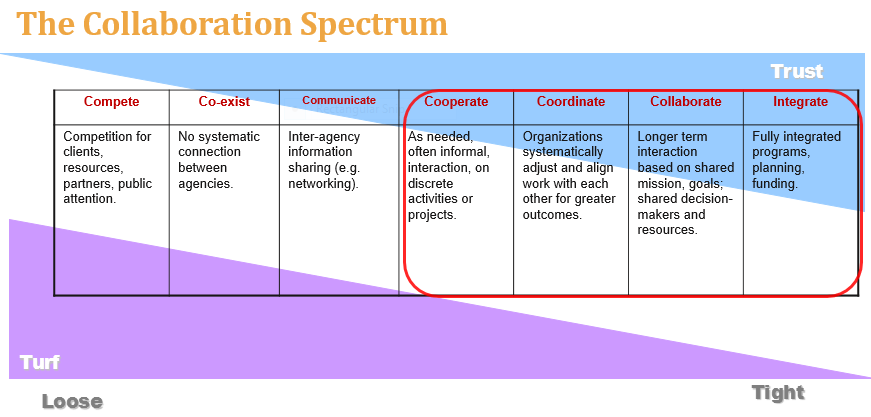 The Collaboration Spectrum
Trust
Compete
Co-exist
Communicate
Cooperate
Coordinate
Collaborate
Integrate
Competition for
clients,
resources,
partners, public
attention.
No systematic
connection
between
agencies.
Inter-agency
information
sharing (e.g.
networking).
As needed,
often informal,
interaction, on
discrete
activities or
projects.
Organizations
systematically
adjust and align
work with each
other for greater
outcomes.
Longer term
interaction
based on shared
mission, goals;
shared decision-
makers and
resources.
Fully integrated
programs,
planning,
funding.
Turf
Loose
Tight